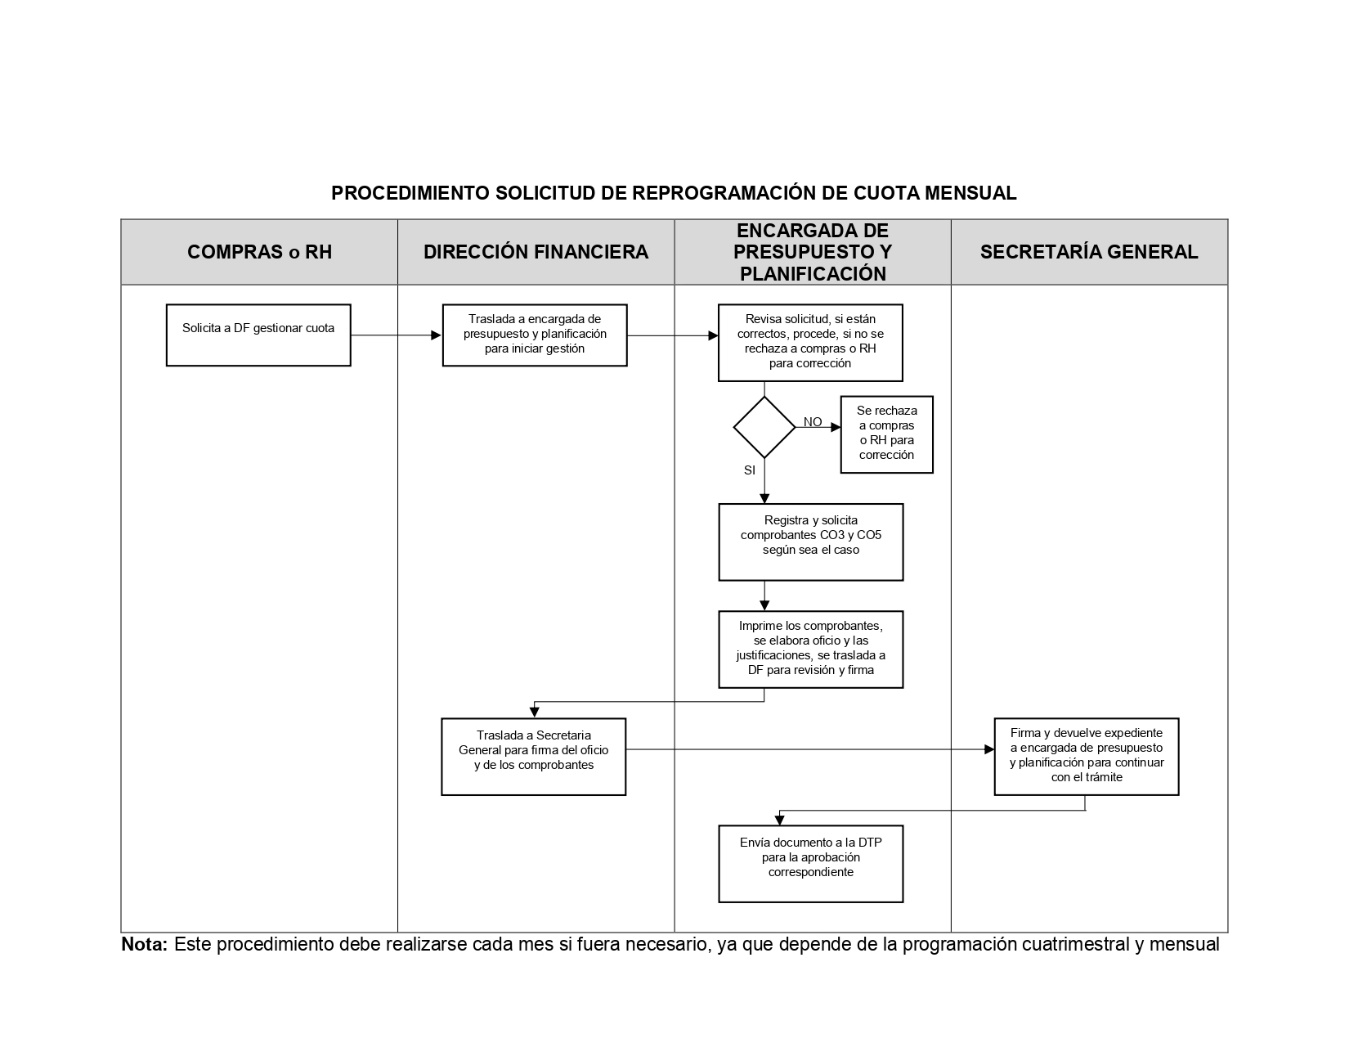 PROCEDIMIENTO SOLICITUD DE REPROGRAMACIÓN DE CUOTA MENSUAL
COMPRAS o RH
DIRECCIÓN FINANCIERA
ENCARGADA DE
PRESUPUESTO Y
PLANIFICACIÓN
SECRETARÍA GENERAL
Solicita a DF gestionar cuota
Traslada a encargada de
presupuesto y planificación
para iniciar gestión
Revisa solicitud, si están
correctos, procede, si no se
rechaza a compras o RH
para corrección
NO
Se rechaza
a compras
o RH para
corrección
SI
Registra y solicita
comprobantes CO3 y CO5
según sea el caso
Imprime los comprobantes,
se elabora oficio y las
justificaciones, se traslada a
DF para revisión y firma
Traslada a Secretaria
General para firma del oficio
y de los comprobantes
Firma y devuelve expediente
a encargada de presupuesto
y planificación para continuar
con el trámite
Envía documento a la DTP
para la aprobación
correspondiente
Nota: Este procedimiento debe realizarse cada mes si fuera necesario, ya que depende de la programación cuatrimestral y mensual